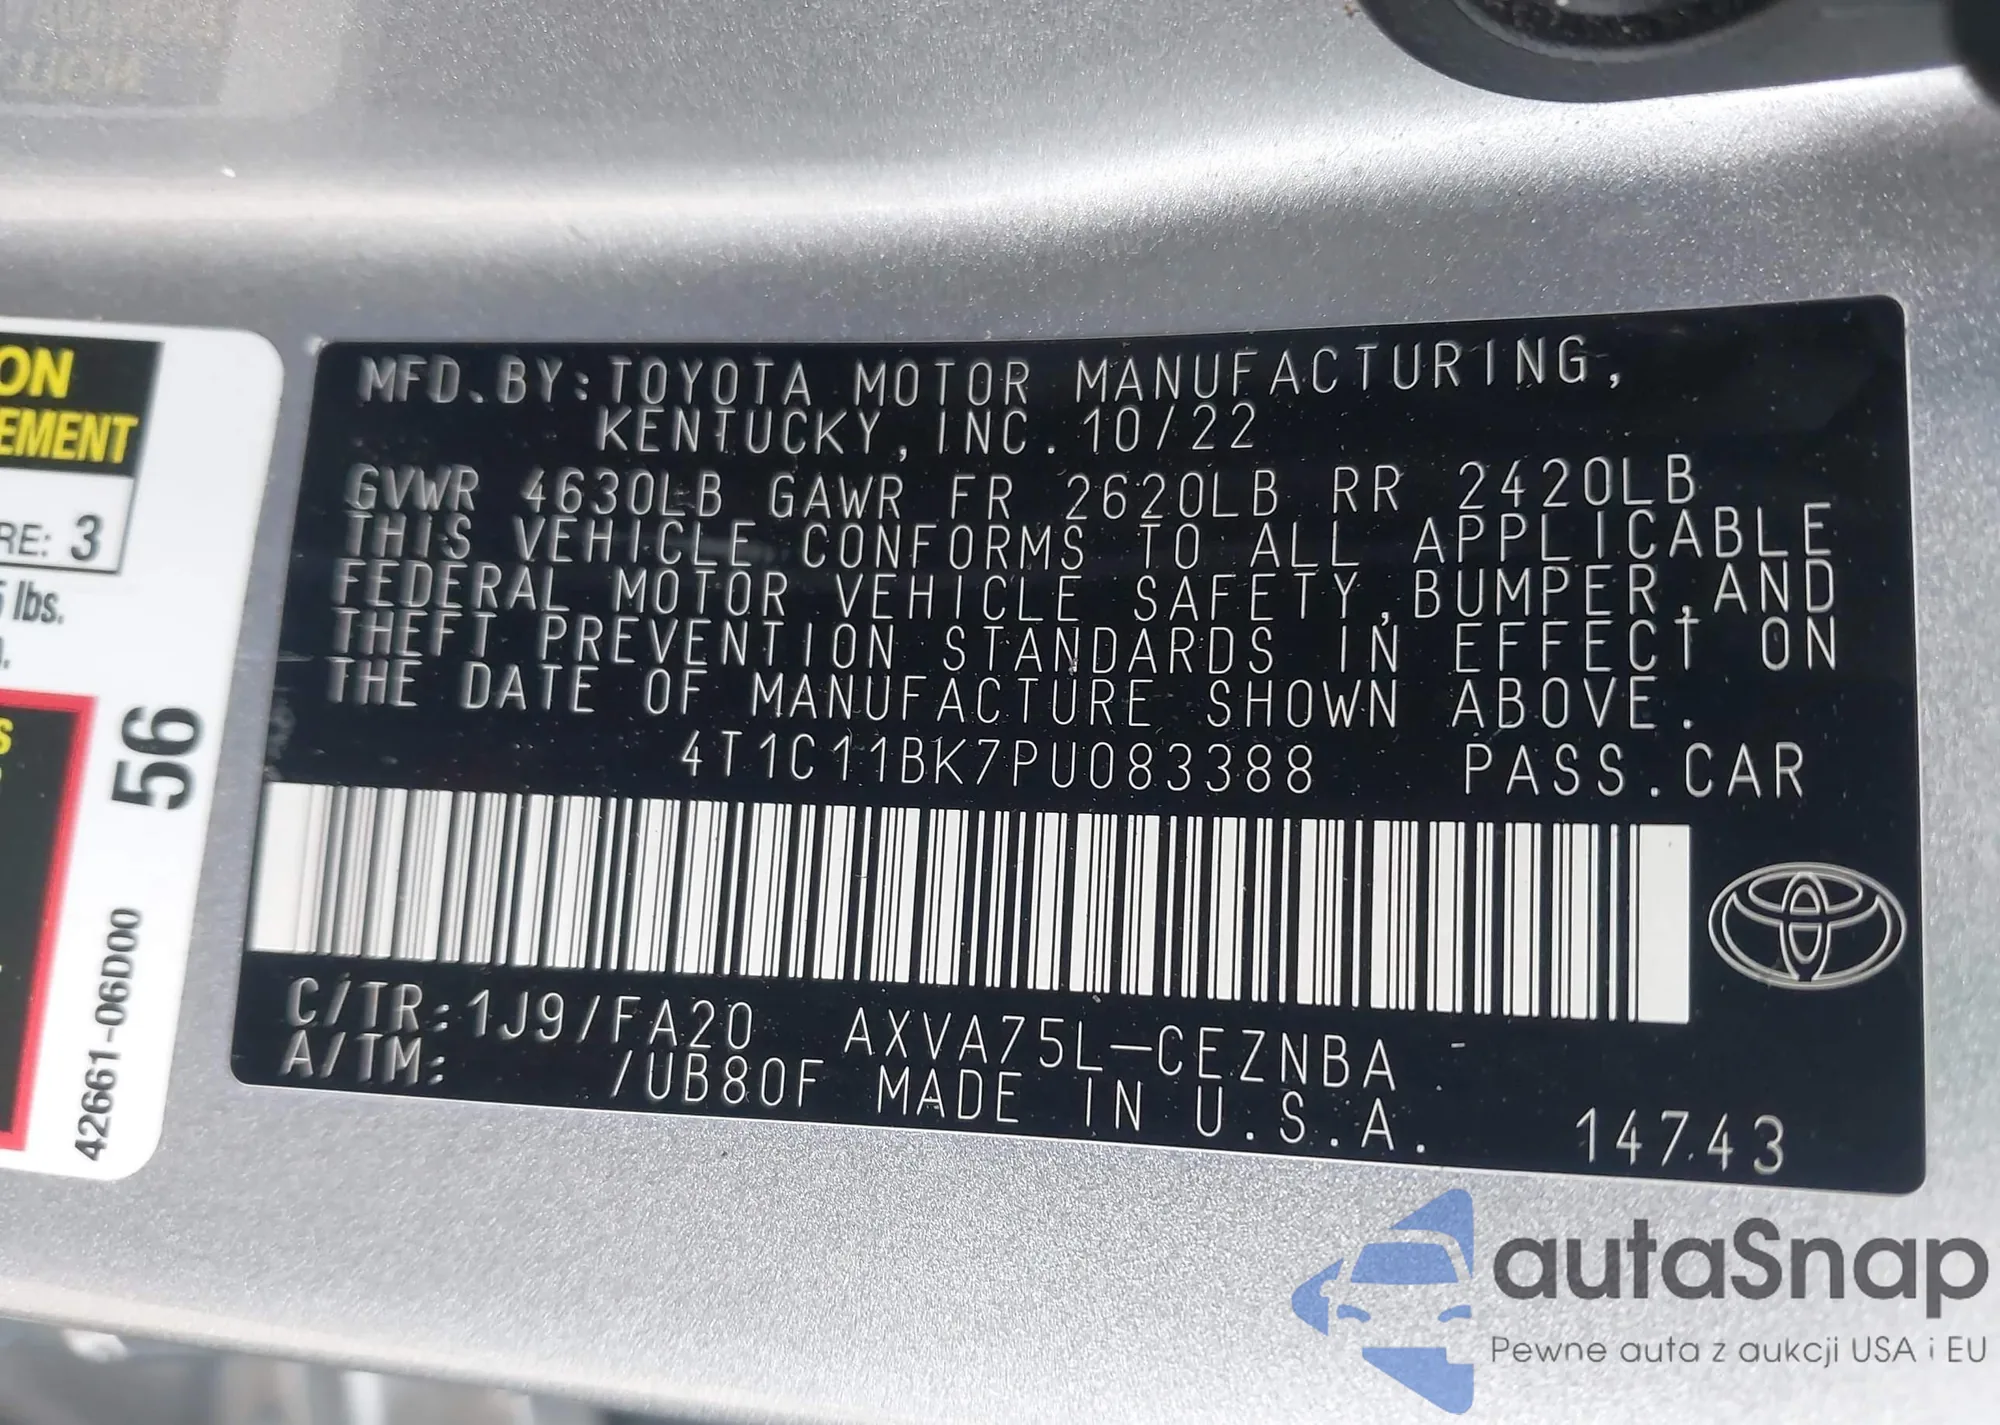 ON
EMENT
RE: 3
lbs.
S
56
42661-06D00
MFD.BY:TOYOTA MOTOR MANUFACTURING,
KENTUCKY, INC. 10/22
GVWR 4630LB GAWR FR 2620LB RR 2420LB
THIS VEHICLE CONFORMS TO ALL APPLICABLE
FEDERAL MOTOR VEHICLE SAFETY,BUMPER,AND
THEFT PREVENTION STANDARDS IN EFFECT ON
THE DATE OF MANUFACTURE SHOWN ABOVE.
4T1C11BK7PU083388 PASS.CAR
C/TR:1J9/FA20 AXVA75L-CEZNBA
A/TM: /UB80F MADE IN U.S.A. 14743
autaSnap
Pewne auta z aukcji USA i EU